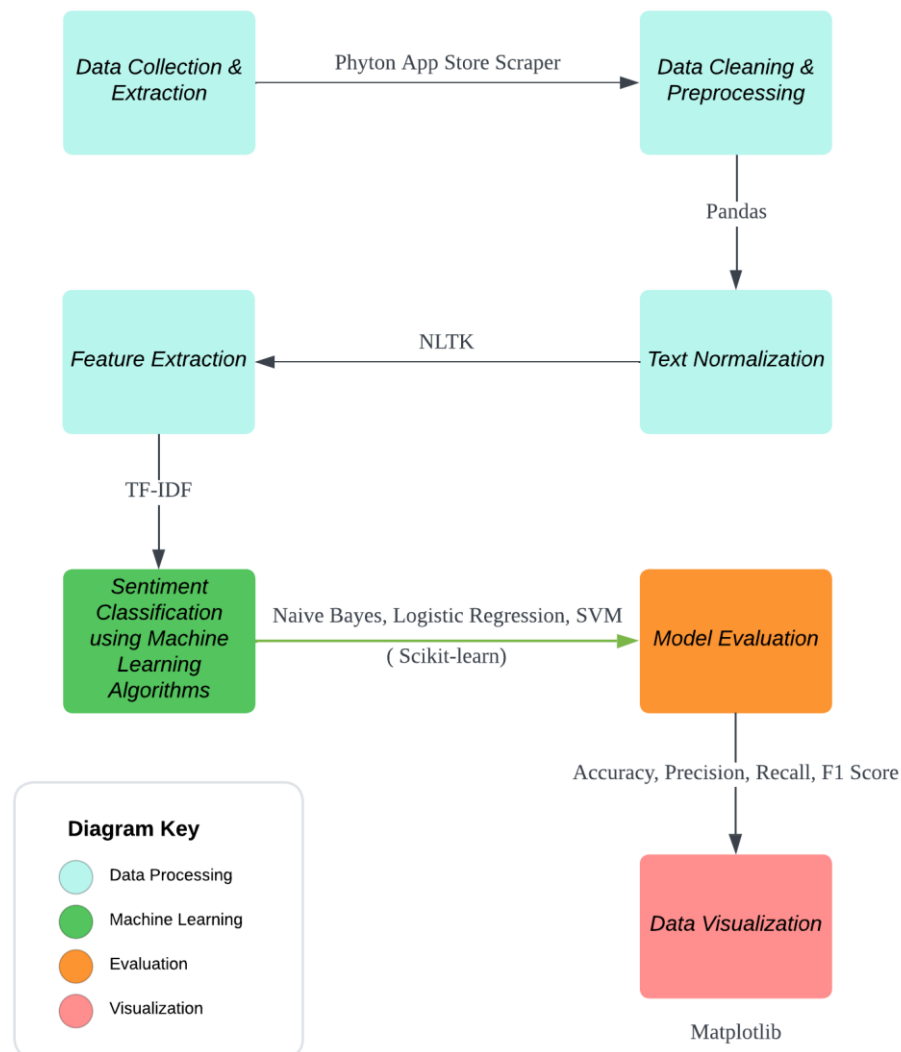 Data Collection &
Extraction
Phyton App Store Scraper
Data Cleaning &
Preprocessing
Pandas
Text Normalization
NLTK
Feature Extraction
TF-IDF
Sentiment
Classification
using Machine
Learning
Algorithms
Naive Bayes, Logistic Regression, SVM
( Scikit-learn)
Model Evaluation
Accuracy, Precision, Recall, F1 Score
Data Visualization
Matplotlib
Diagram Key
Data Processing
Machine Learning
Evaluation
Visualization